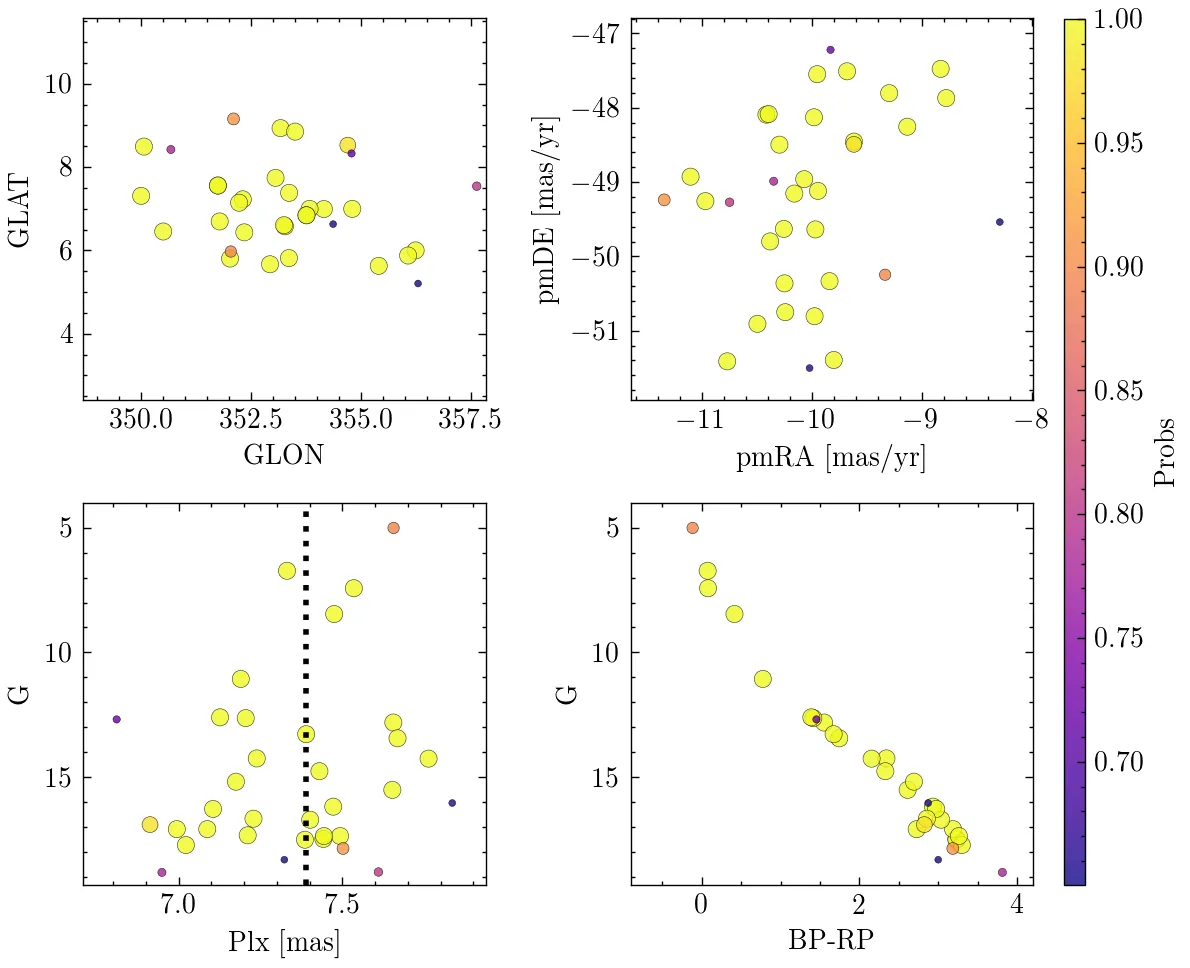 10
8
6
4
GLAT
350.0 352.5 355.0 357.5
GLON
−47
−48
−49
−50
−51
pmDE [mas/yr]
−11 −10 −9 −8
pmRA [mas/yr]
5
10
15
G
7.0 7.5
Plx [mas]
5
10
15
G
0 2 4
BP-RP
1.00
0.95
0.90
0.85
0.80
0.75
0.70
Probs